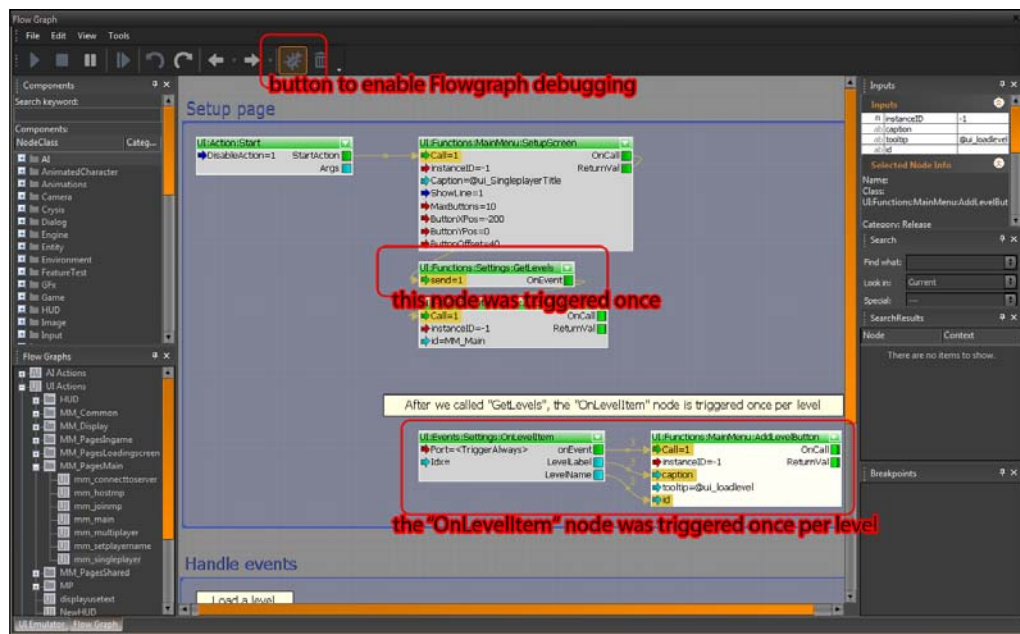 Flow Graph
File Edit View Tools
button to enable Flowgraph debugging
Components
Search keyword:
Components:
NodeClass Categ...
AI
AnimatedCharacter
Animations
Camera
Crysis
Dialog
Engine
Entity
Environment
FeatureTest
GFx
Game
HUD
Image
Input
Flow Graphs
AI Actions
UI Actions
HUD
MM_Common
MM_Display
MM_PagesIngame
MM_PagesLoadingscreen
MM_PagesMain
mm_connecttoserver
mm_hostmp
mm_joinmp
mm_main
mm_multiplayer
mm_setplayername
mm_singleplayer
MM_PagesShared
MP
displayusetext
NewHUD
UI Emulator Flow Graph
Setup page
UI:Action:Start
DisableAction=1 StartAction
Args
UI:Functions:MainMenu:SetupScreen
Call=1 OnCall
instanceID=-1 ReturnVal
Caption=@ui_SingleplayerTitle
ShowLine=1
MaxButtons=10
ButtonXPos=-200
ButtonYPos=0
ButtonOffset=40
UI:Functions:Settings:GetLevels
send=1 OnEvent
this node was triggered once
Call=1 OnCall
instanceID=-1 ReturnVal
id=MM_Main
After we called "GetLevels", the "OnLevelItem" node is triggered once per level
UI:Events:Settings:OnLevelItem
Port=<TriggerAlways> onEvent
Idx= LevelLabel
LevelName
UI:Functions:MainMenu:AddLevelButton
Call=1 OnCall
instanceID=-1 ReturnVal
caption
tooltip=@ui_loadlevel
id
the "OnLevelItem" node was triggered once per level
Handle events
Load a level
Inputs
Inputs
instanceID -1
caption
tooltip @ui_loadlevel
id
Selected Node Info
Name:
Class:
UI:Functions:MainMenu:AddLevelBut
Category: Release
Search
Find what:
Look in: Current
Special: ---
SearchResults
Node Context
There are no items to show.
Breakpoints